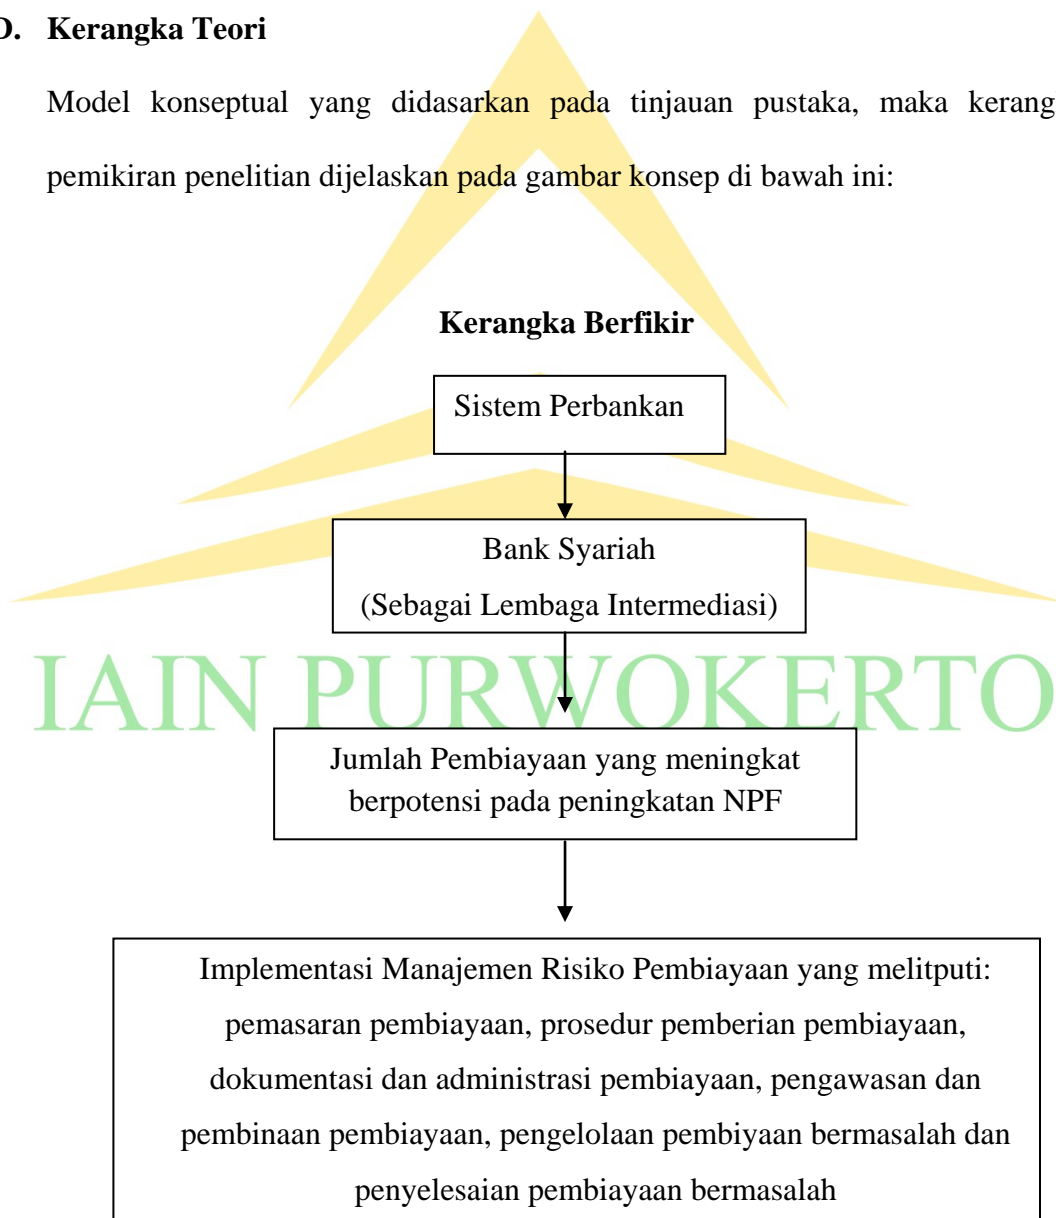 D. Kerangka Teori
Model konseptual yang didasarkan pada tinjauan pustaka, maka kerang
pemikiran penelitian dijelaskan pada gambar konsep di bawah ini:
Kerangka Berfikir
Sistem Perbankan
Bank Syariah
(Sebagai Lembaga Intermediasi)
IAIN PURWOKERTO
Jumlah Pembiayaan yang meningkat
berpotensi pada peningkatan NPF
Implementasi Manajemen Risiko Pembiayaan yang melitputi:
pemasaran pembiayaan, prosedur pemberian pembiayaan,
dokumentasi dan administrasi pembiayaan, pengawasan dan
pembinaan pembiayaan, pengelolaan pembiyaan bermasalah dan
penyelesaian pembiayaan bermasalah